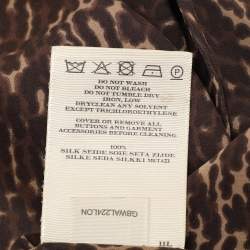 DO NOT WASH
DO NOT BLEACH
DO NOT TUMBLE DRY
IRON, LOW
DRYCLEAN ANY SOLVENT
EXCEPT TRICHLOROETHYLENE
COVER OR REMOVE ALL
BUTTONS AND GARMENT
ACCESSORIES BEFORE CLEANING
100%
SILK SEIDE SOIE SETA ZIJDE
SILKE SEDA SILKKI
GBWAL224LON